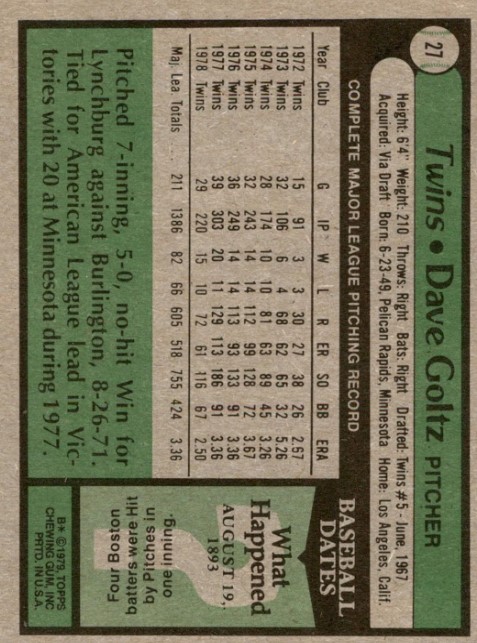 27
Twins • Dave Goltz PITCHER
Height: 6'4" Weight: 210 Throws: Right Bats: Right Drafted: Twins #5 - June, 1967
Acquired: Via Draft Born: 6-23-49, Pelican Rapids, Minnesota Home: Los Angeles, Calif.
COMPLETE MAJOR LEAGUE PITCHING RECORD
Year Club G IP W L R ER SO BB ERA
1972 Twins 15 91 3 3 30 27 38 26 2.67
1973 Twins 32 106 6 4 68 62 65 32 5.26
1974 Twins 28 174 10 10 81 63 89 45 3.26
1975 Twins 32 243 14 14 112 99 128 72 3.67
1976 Twins 36 249 14 14 113 93 133 91 3.36
1977 Twins 39 303 20 11 129 113 186 91 3.36
1978 Twins 29 220 15 10 72 61 116 67 2.50
Maj. Lea. Totals 211 1386 82 66 605 518 755 424 3.36
Pitched 7-inning, 5-0, no-hit Win for
Lynchburg against Burlington, 8-26-71.
Tied for American League lead in Vic-
tories with 20 at Minnesota during 1977.
BASEBALL
DATES
What
Happened
AUGUST 19,
1893
Four Boston
batters were Hit
by Pitches in
one inning.
B* © 1979, TOPPS
CHEWING GUM, INC
PRTD. IN U.S.A.